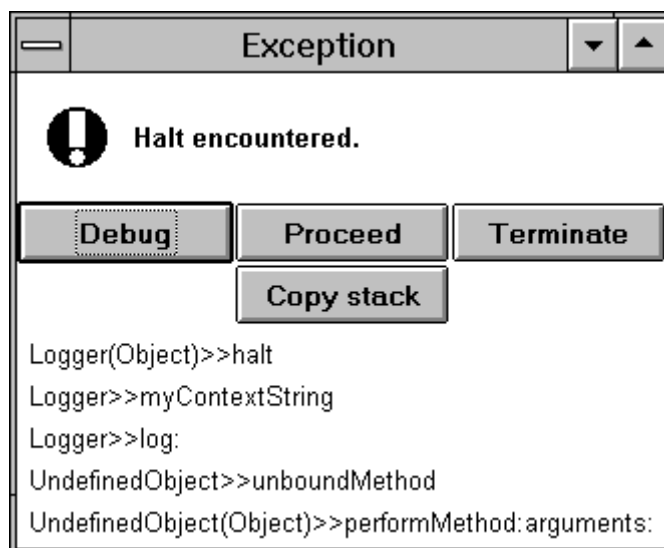 Exception
Halt encountered.
Debug Proceed Terminate
Copy stack
Logger(Object)>>halt
Logger>>myContextString
Logger>>log:
UndefinedObject>>unboundMethod
UndefinedObject(Object)>>performMethod:arguments: